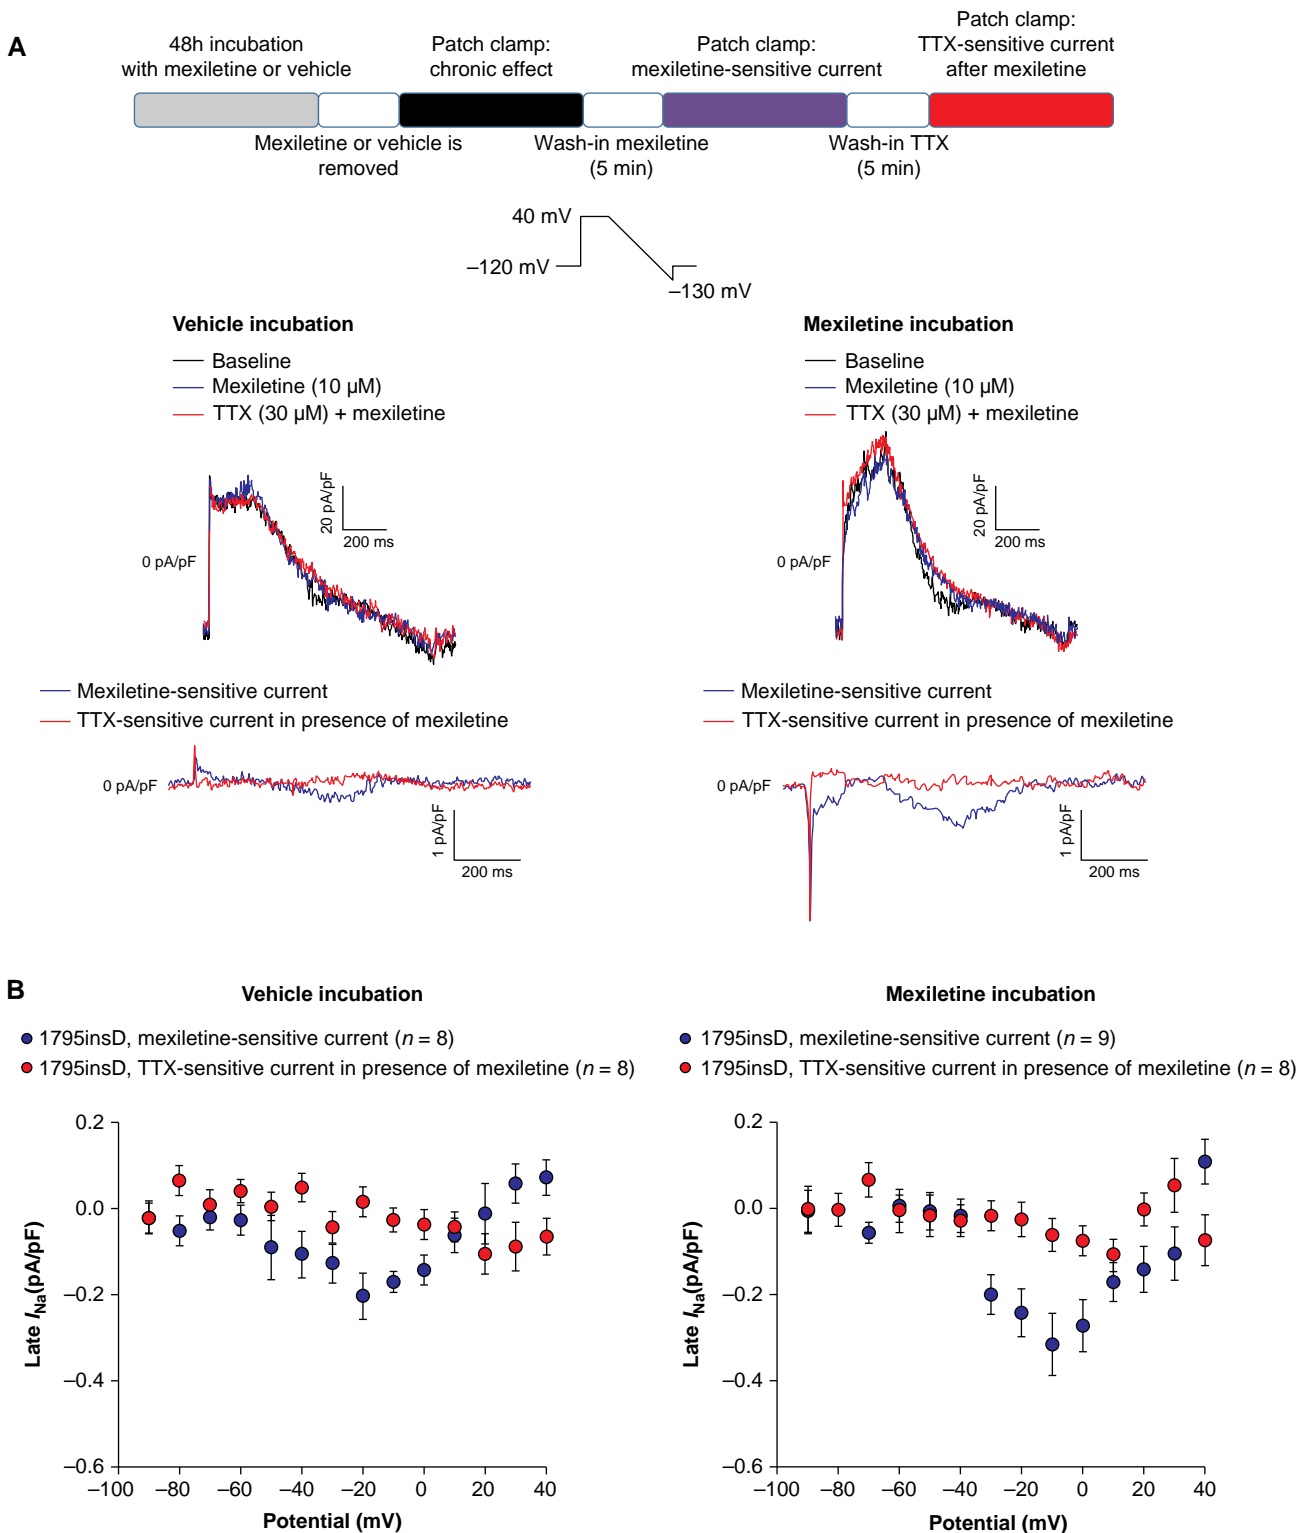 A
48h incubation
with mexiletine or vehicle
Patch clamp:
chronic effect
Patch clamp:
mexiletine-sensitive current
Patch clamp:
TTX-sensitive current
after mexiletine
Mexiletine or vehicle is
removed
Wash-in mexiletine
(5 min)
Wash-in TTX
(5 min)
40 mV
–120 mV
–130 mV
Vehicle incubation
Baseline
Mexiletine (10 µM)
TTX (30 µM) + mexiletine
20 pA/pF
200 ms
0 pA/pF
Mexiletine-sensitive current
TTX-sensitive current in presence of mexiletine
0 pA/pF
1 pA/pF
200 ms
Mexiletine incubation
Baseline
Mexiletine (10 µM)
TTX (30 µM) + mexiletine
20 pA/pF
200 ms
0 pA/pF
Mexiletine-sensitive current
TTX-sensitive current in presence of mexiletine
0 pA/pF
1 pA/pF
200 ms
B
Vehicle incubation
1795insD, mexiletine-sensitive current (n = 8)
1795insD, TTX-sensitive current in presence of mexiletine (n = 8)
0.2
0.0
–0.2
–0.4
–0.6
Late INa(pA/pF)
–100 –80 –60 –40 –20 0 20 40
Potential (mV)
Mexiletine incubation
1795insD, mexiletine-sensitive current (n = 9)
1795insD, TTX-sensitive current in presence of mexiletine (n = 8)
0.2
0.0
–0.2
–0.4
–0.6
Late INa(pA/pF)
–100 –80 –60 –40 –20 0 20 40
Potential (mV)